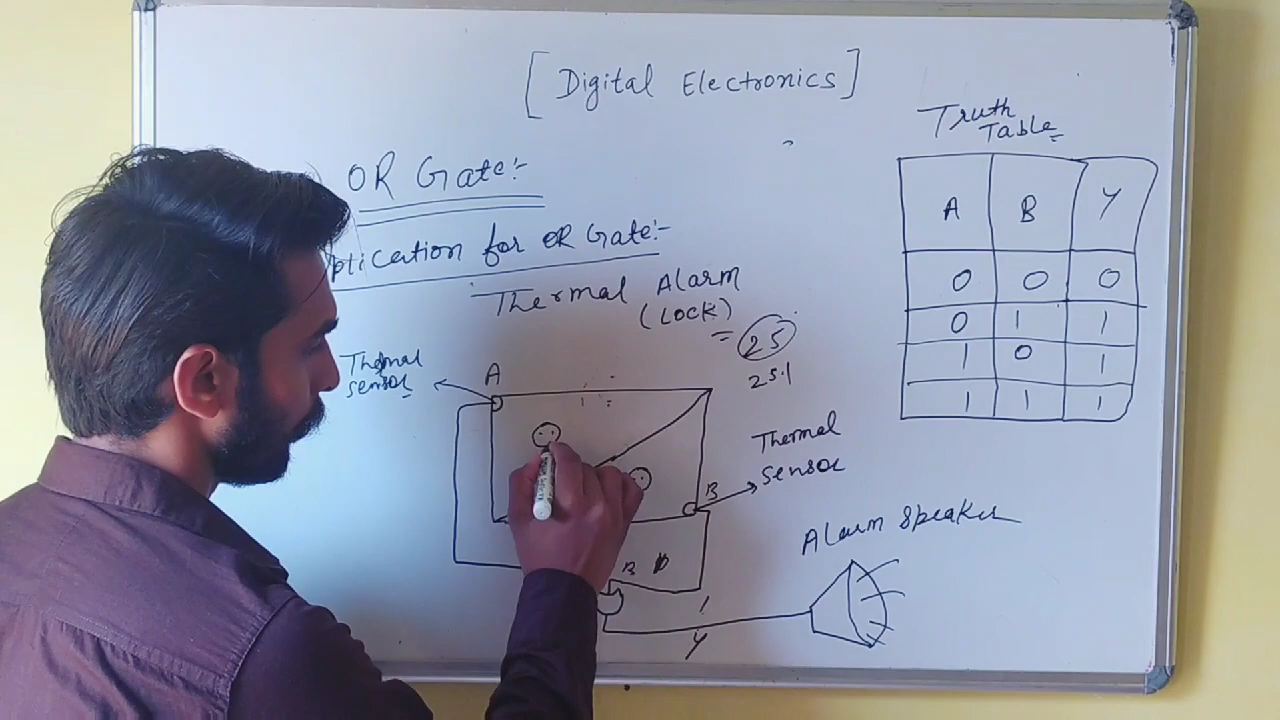 [Digital Electronics]
OR Gate:-
plication for OR Gate:-
Thermal Alarm
(LOCK)
= 25
25.1
Thermal
sensor
A
Thermal
sensor
B
B
Alarm Speaker
1
Y
Truth
Table
A B Y
0 0 0
0 1 1
1 0 1
1 1 1